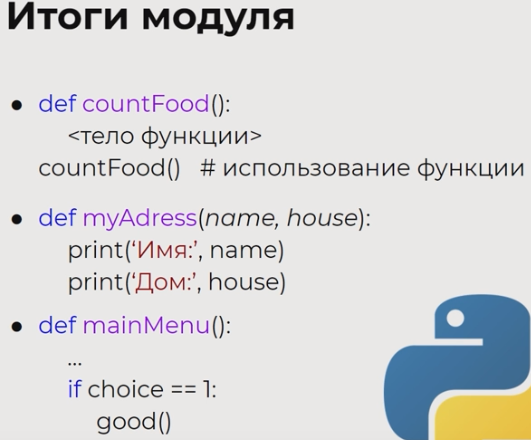 Итоги модуля
● def countFood():
<тело функции>
countFood() # использование функции
● def myAdress(name, house):
print(‘Имя:’, name)
print(‘Дом:’, house)
● def mainMenu():
...
if choice == 1:
good()